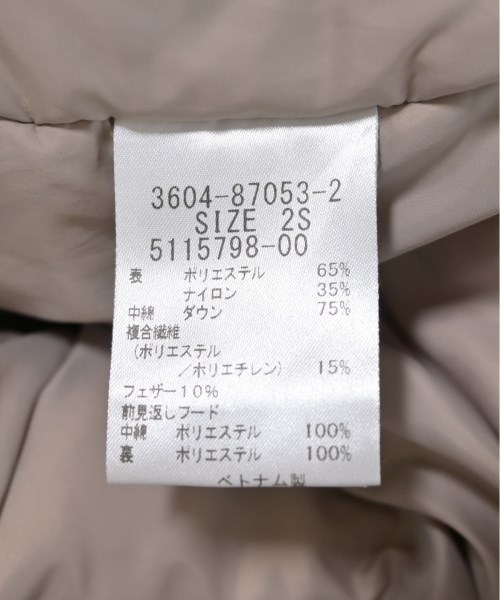 3604-87053-2
SIZE 2S
5115798-00
表 ポリエステル 65%
ナイロン 35%
中綿 ダウン 75%
複合繊維
(ポリエステル
/ポリエチレン) 15%
フェザー10%
前見返しフード
中綿 ポリエステル 100%
裏 ポリエステル 100%
ベトナム製